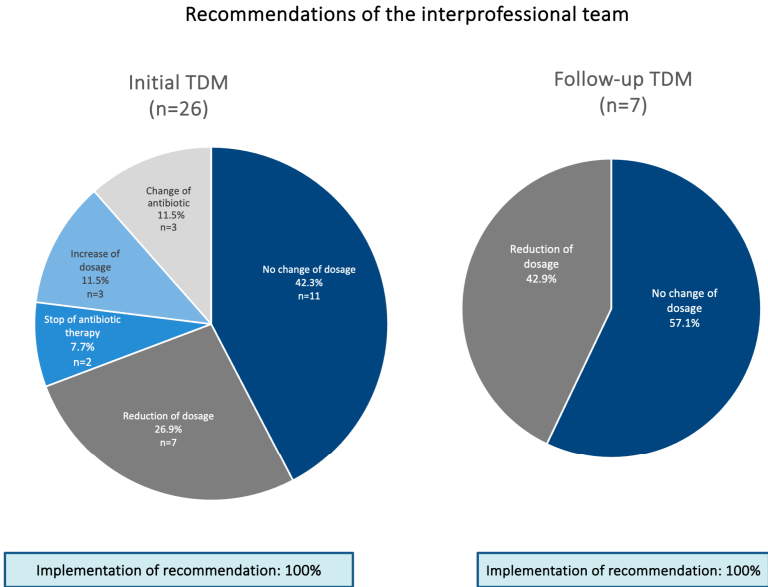 Recommendations of the interprofessional team
Initial TDM
(n=26)
Change of
antibiotic
11.5%
n=3
Increase of
dosage
11.5%
n=3
Stop of antibiotic
therapy
7.7%
n=2
No change of dosage
42.3%
n=11
Reduction of dosage
26.9%
n=7
Implementation of recommendation: 100%
Follow-up TDM
(n=7)
Reduction of
dosage
42.9%
No change of
dosage
57.1%
Implementation of recommendation: 100%